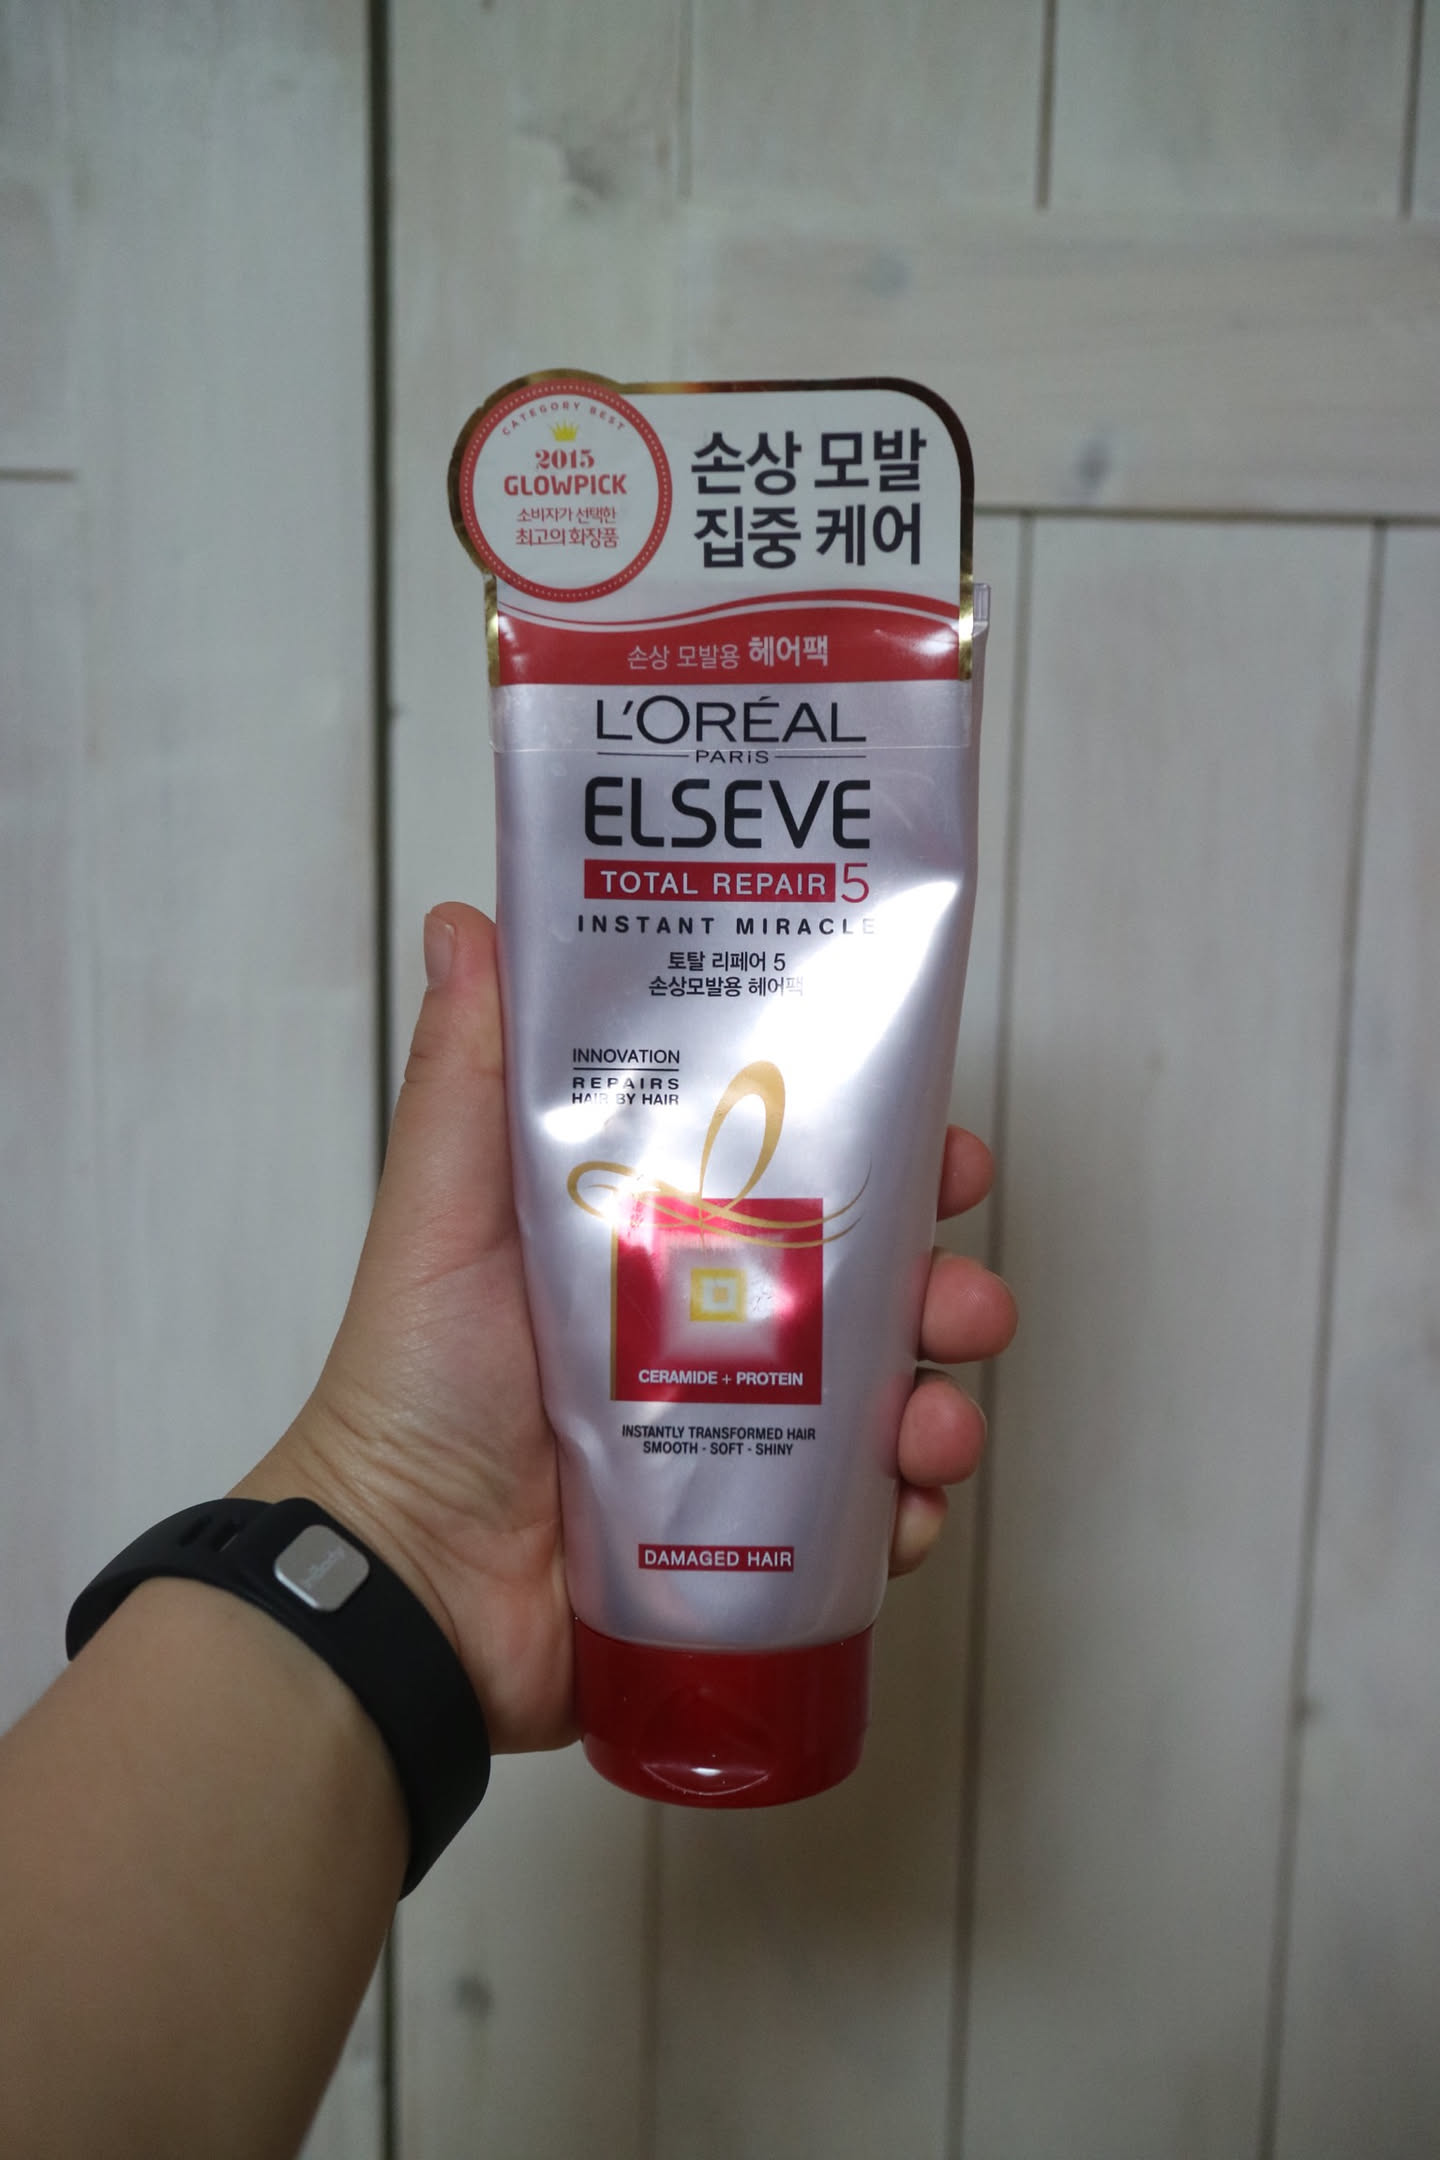 CATEGORY BEST
2015
GLOWPICK
소비자가 선택한
최고의 화장품
손상 모발
집중 케어
손상 모발용 헤어팩
L'ORÉAL
PARIS
ELSEVE
TOTAL REPAIR 5
INSTANT MIRACLE
토탈 리페어 5
손상모발용 헤어팩
INNOVATION
REPAIRS
HAIR BY HAIR
CERAMIDE + PROTEIN
INSTANTLY TRANSFORMED HAIR
SMOOTH - SOFT - SHINY
DAMAGED HAIR
InBody